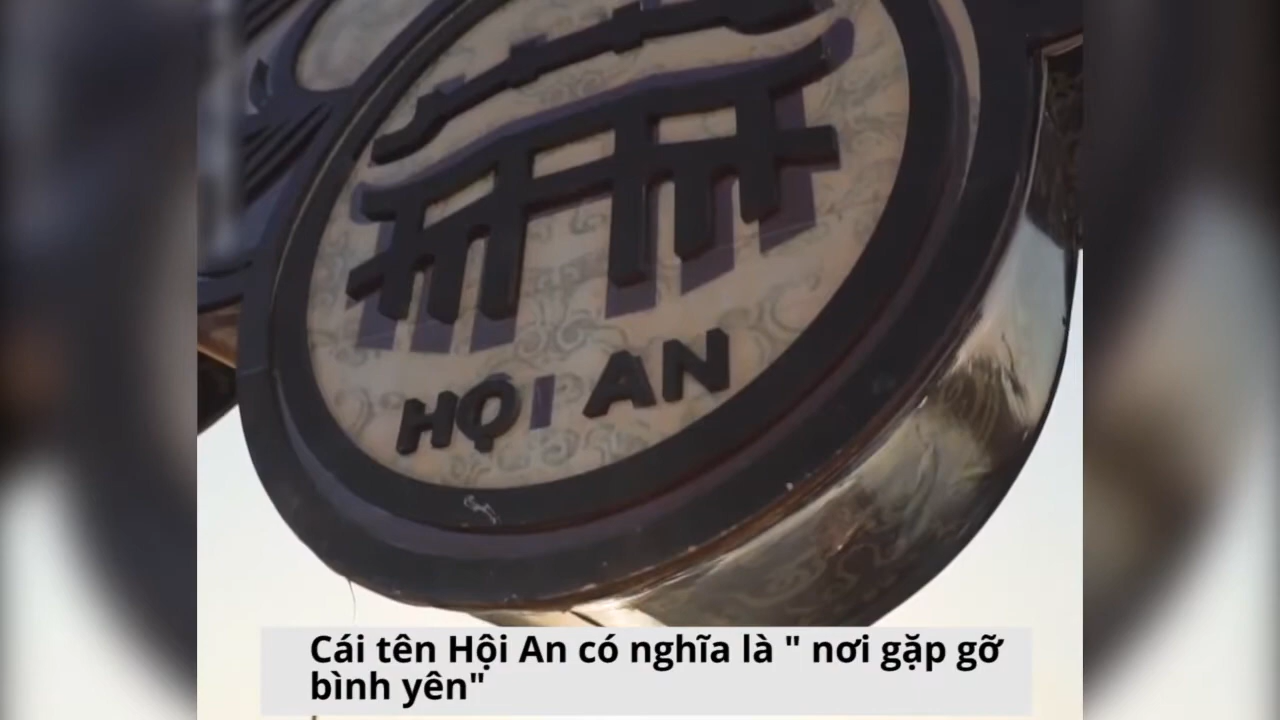 HỘI AN
Cái tên Hội An có nghĩa là " nơi gặp gỡ
bình yên"